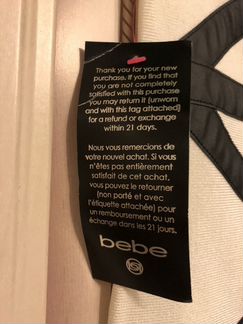 Thank you for your new
purchase. If you find that
you are not completely
satisfied with this purchase
you may return it (unworn
and with this tag attached)
for a refund or exchange
within 21 days.
Nous vous remercions de
votre nouvel achat. Si vous
n'êtes pas entièrement
satisfait de cet achat,
vous pouvez le retourner
(non porté et avec
l'étiquette attachée) pour
un remboursement ou un
échange dans les 21 jours.
bebe